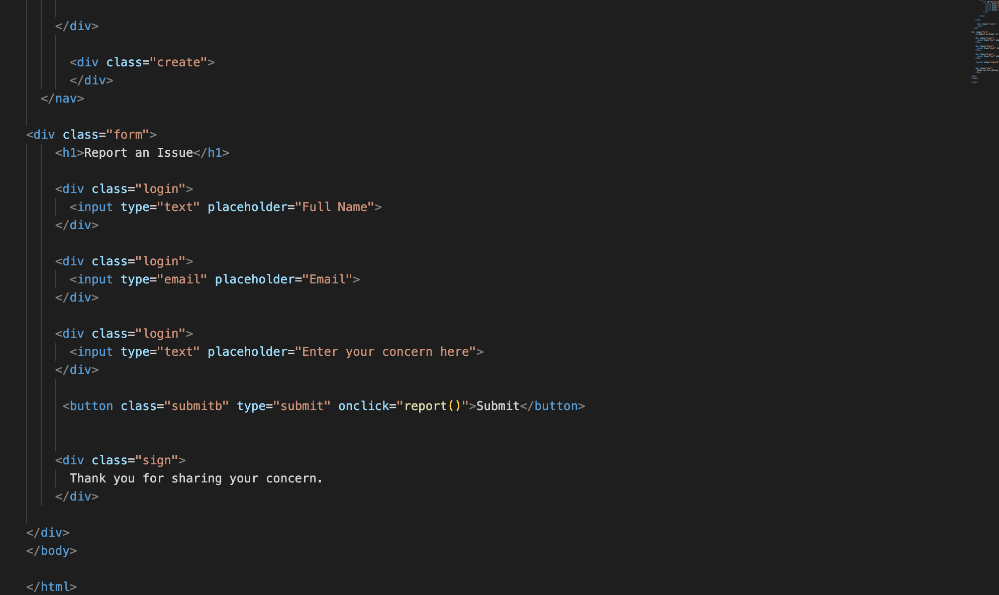 </div>
<div class="create">
</div>
</nav>
<div class="form">
<h1>Report an Issue</h1>
<div class="login">
<input type="text" placeholder="Full Name">
</div>
<div class="login">
<input type="email" placeholder="Email">
</div>
<div class="login">
<input type="text" placeholder="Enter your concern here">
</div>
<button class="submitb" type="submit" onclick="report()">Submit</button>
<div class="sign">
Thank you for sharing your concern.
</div>
</div>
</body>
</html>